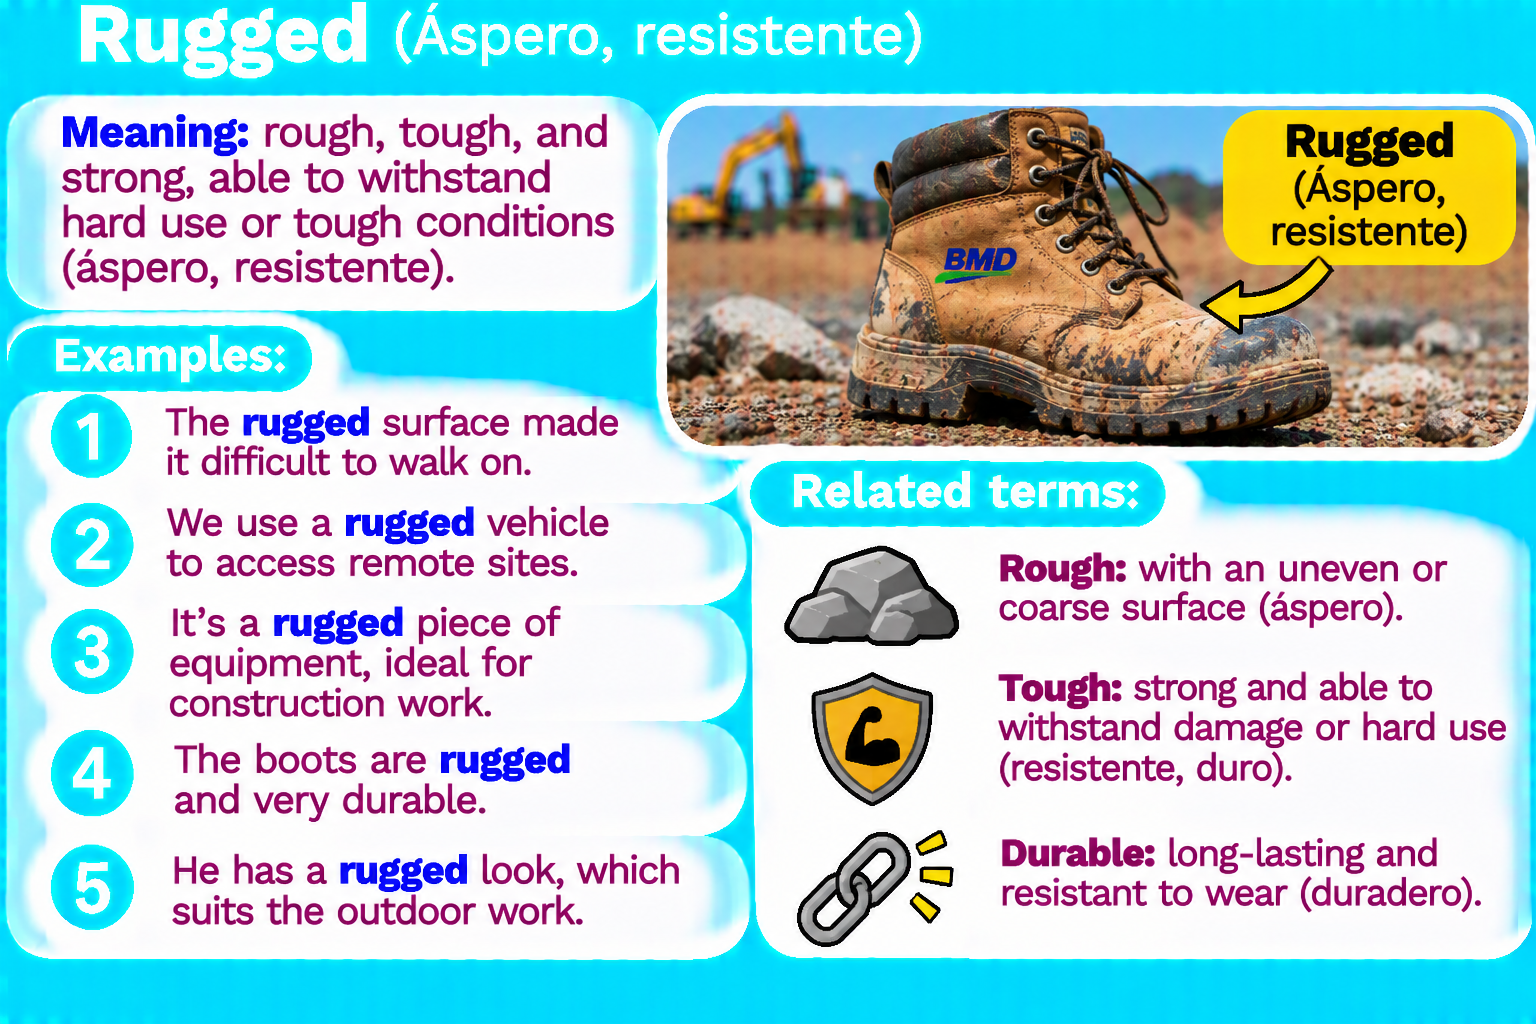 Rugged (Áspero, resistente)
Meaning: rough, tough, and
strong, able to withstand
hard use or tough conditions
(áspero, resistente).
Rugged
(Áspero,
resistente)
BMD
Examples:
1 The rugged surface made
it difficult to walk on.
2 We use a rugged vehicle
to access remote sites.
3 It’s a rugged piece of
equipment, ideal for
construction work.
4 The boots are rugged
and very durable.
5 He has a rugged look, which
suits the outdoor work.
Related terms:
Rough: with an uneven or
coarse surface (áspero).
Tough: strong and able to
withstand damage or hard use
(resistente, duro).
Durable: long-lasting and
resistant to wear (duradero).